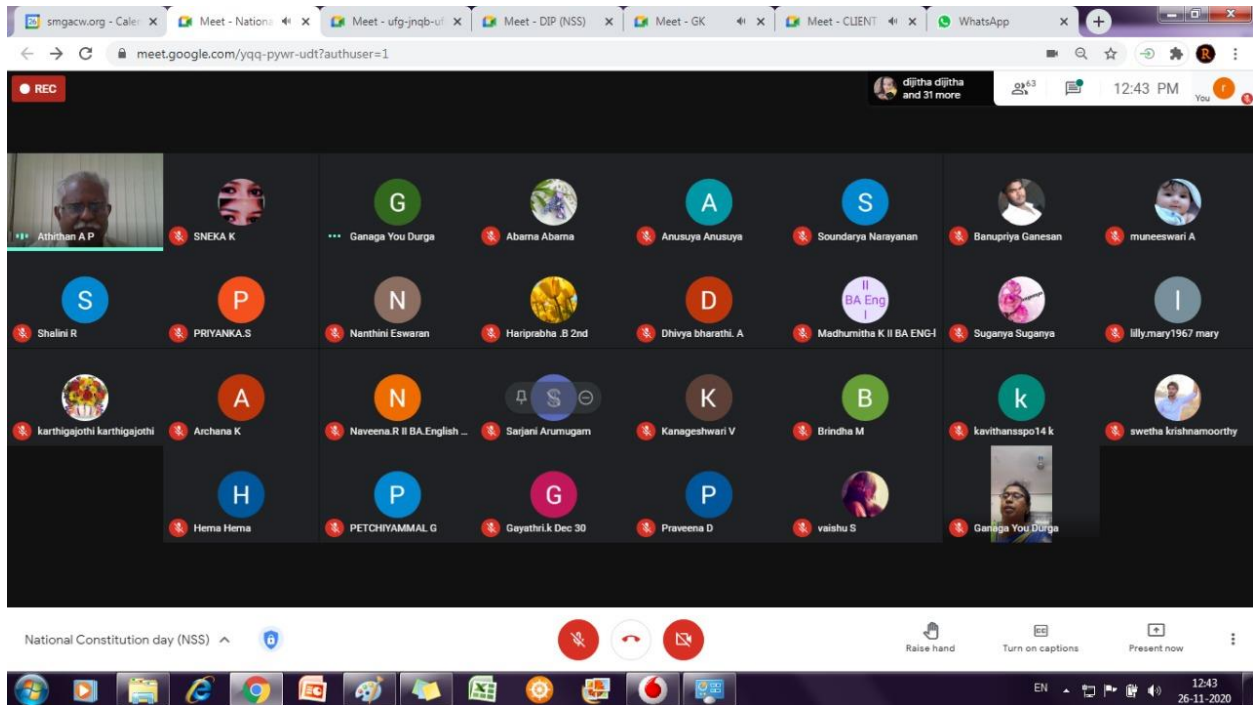 smgacw.org - Calen
Meet - Nationa
Meet - ufg-jnqb-uf
Meet - DIP (NSS)
Meet - GK
Meet - CLIENT
WhatsApp
meet.google.com/yqq-pywr-udt?authuser=1
R
REC
dijitha dijitha
and 31 more
63
12:43 PM
You
r
Athithan A P
SNEKA K
G
Ganaga You Durga
Abarna Abarna
A
Anusuya Anusuya
S
Soundarya Narayanan
Banupriya Ganesan
muneeswari A
S
Shalini R
P
PRIYANKA.S
N
Nanthini Eswaran
Hariprabha .B 2nd
D
Dhivya bharathi. A
II
BA Eng
I
Madhumitha K II BA ENG-I
Suganya Suganya
l
lilly.mary1967 mary
karthigajothi karthigajothi
A
Archana K
N
Naveena.R II BA.English ...
S
Sarjani Arumugam
K
Kanageshwari V
B
Brindha M
k
kavithansspo14 k
swetha krishnamoorthy
H
Hema Hema
P
PETCHIYAMMAL G
G
Gayathri.k Dec 30
P
Praveena D
vaishu S
Ganaga You Durga
National Constitution day (NSS)
Raise hand
Turn on captions
Present now
EN
12:43
26-11-2020